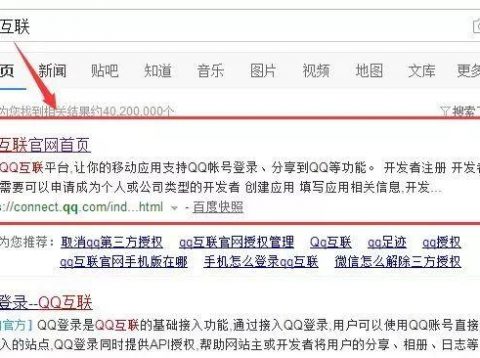 互联
页 新闻 贴吧 知道 音乐 图片 视频 地图 文库 更多
为您找到相关结果约40,200,000个 搜索工
互联官网首页
QQ互联平台,让你的移动应用支持QQ帐号登录、分享到QQ等功能。 开发者注册 开发者
需要可以申请成为个人或公司类型的开发者 创建应用 填写应用相关信息,开发...
s://connect.qq.com/ind...html - 百度快照
为您推荐: 取消qq第三方授权 qq互联官网授权管理 Qq互联 qq足迹 qq授权
qq互联官网手机版在哪 手机怎么登qq互联 微信怎么解除三方授权
登录--QQ互联
官方] QQ登录是QQ互联的基础接入功能,通过接入QQ登录,用户可以使用QQ账号直接
入的站点,QQ登录同时提供API授权,帮助网站主或开发者将用户的分享、相册、日志等